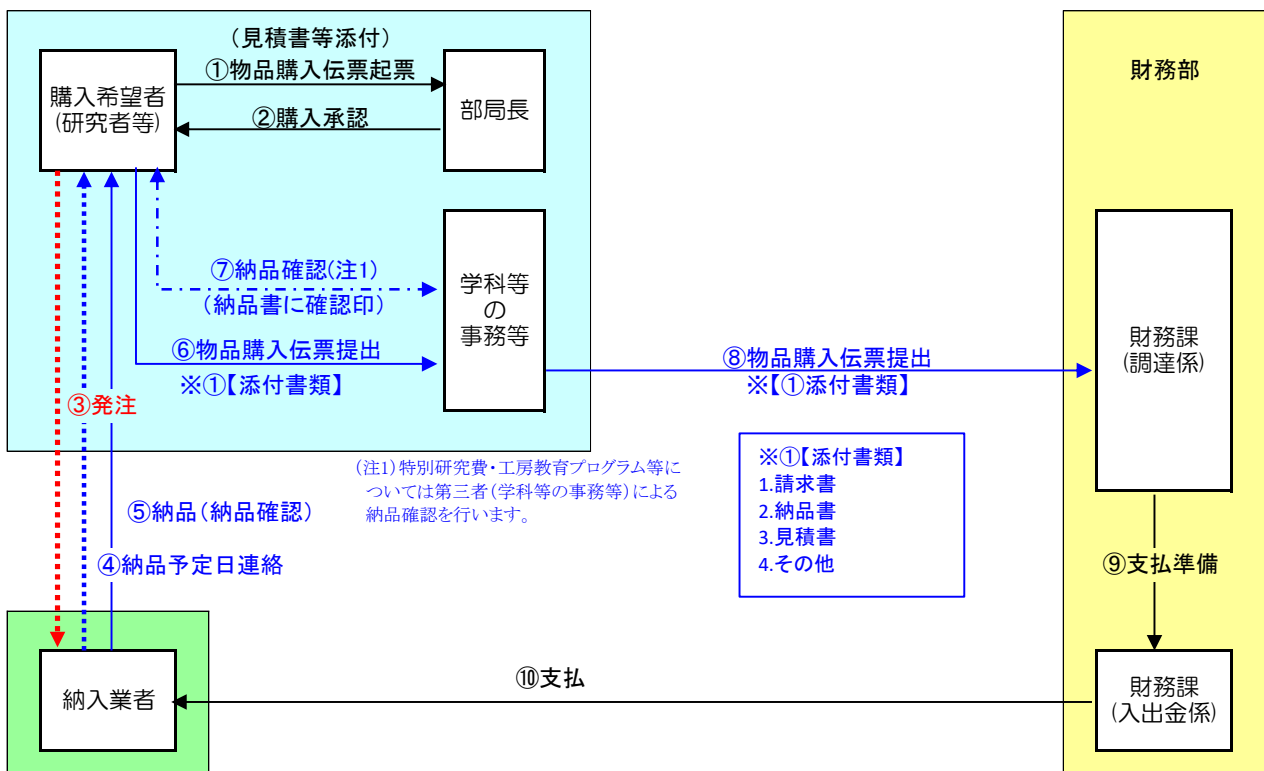 (見積書等添付)
①物品購入伝票起票
財務部
購入希望者
(研究者等)
部局長
②購入承認
⑦納品確認(注1)
(納品書に確認印)
学科等
の
事務等
⑥物品購入伝票提出
※①【添付書類】
⑧物品購入伝票提出
※【①添付書類】
財務課
(調達係)
③発注
(注1)特別研究費・工房教育プログラム等に
ついては第三者(学科等の事務等)による
納品確認を行います。
※①【添付書類】
1.請求書
2.納品書
3.見積書
4.その他
⑤納品(納品確認)
④納品予定日連絡
⑨支払準備
納入業者
⑩支払
財務課
(入出金係)